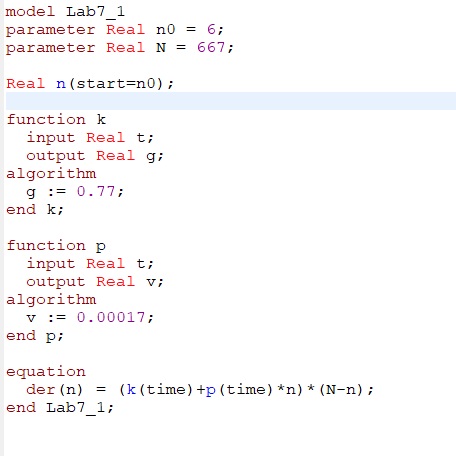 model Lab7_1
parameter Real n0 = 6;
parameter Real N = 667;
Real n(start=n0);
function k
input Real t;
output Real g;
algorithm
g := 0.77;
end k;
function p
input Real t;
output Real v;
algorithm
v := 0.00017;
end p;
equation
der(n) = (k(time)+p(time)*n)*(N-n);
end Lab7_1;